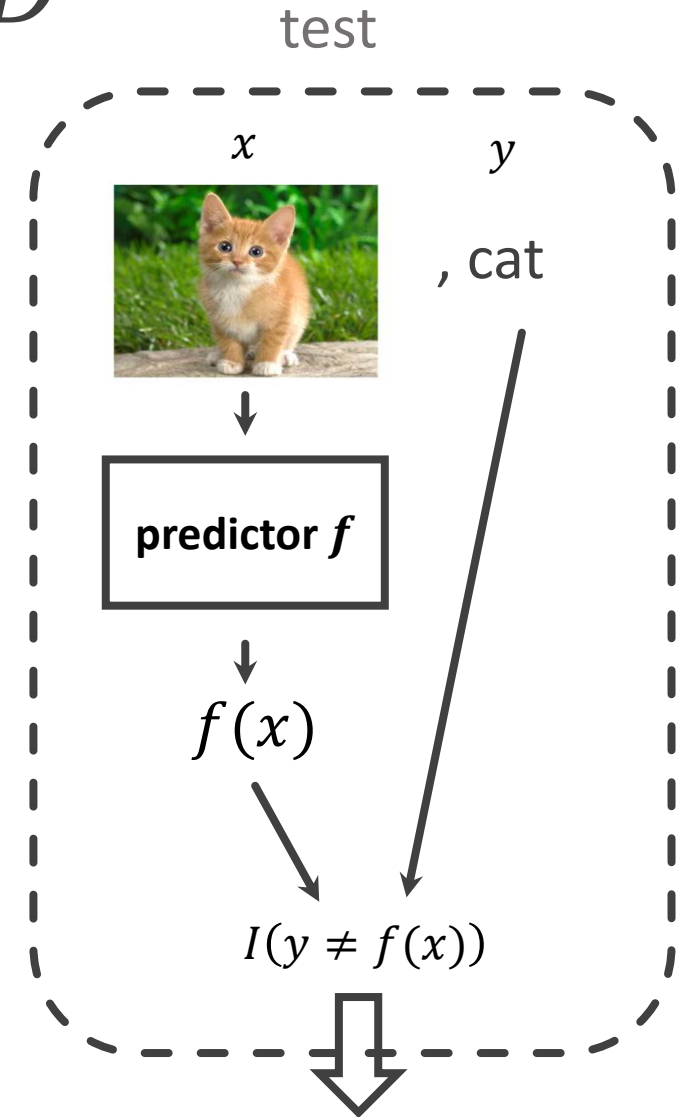 D
test
x y
, cat
predictor f
f(x)
I(y ≠ f(x))